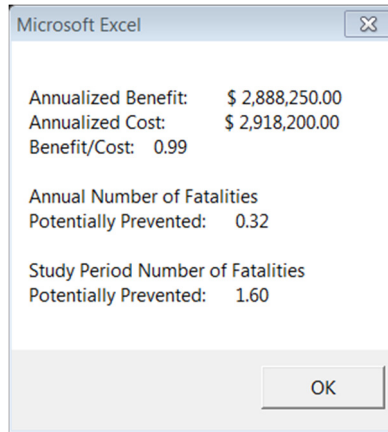 Microsoft Excel
Annualized Benefit: $ 2,888,250.00
Annualized Cost: $ 2,918,200.00
Benefit/Cost: 0.99
Annual Number of Fatalities
Potentially Prevented: 0.32
Study Period Number of Fatalities
Potentially Prevented: 1.60
OK